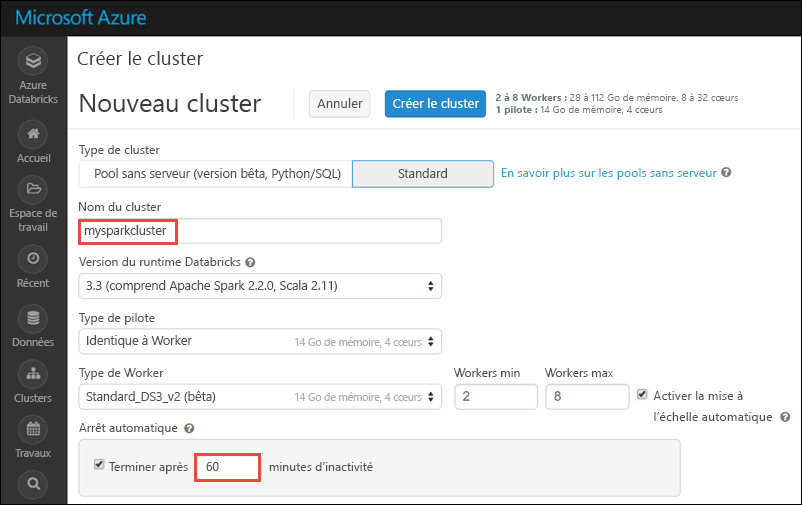 Microsoft Azure
Azure
Databricks
Accueil
Espace de
travail
Récent
Données
Clusters
Travaux
Créer le cluster
Nouveau cluster
Annuler
Créer le cluster
2 à 8 Workers : 28 à 112 Go de mémoire, 8 à 32 cœurs
1 pilote : 14 Go de mémoire, 4 cœurs
Type de cluster
Pool sans serveur (version bêta, Python/SQL)
Standard
En savoir plus sur les pools sans serveur ?
Nom du cluster
mysparkcluster
Version du runtime Databricks ?
3.3 (comprend Apache Spark 2.2.0, Scala 2.11)
Type de pilote
Identique à Worker
14 Go de mémoire, 4 cœurs
Type de Worker
Workers min
Workers max
Standard_DS3_v2 (bêta)
14 Go de mémoire, 4 cœurs
2
8
Activer la mise à
l'échelle automatique ?
Arrêt automatique ?
Terminer après
60
minutes d'inactivité